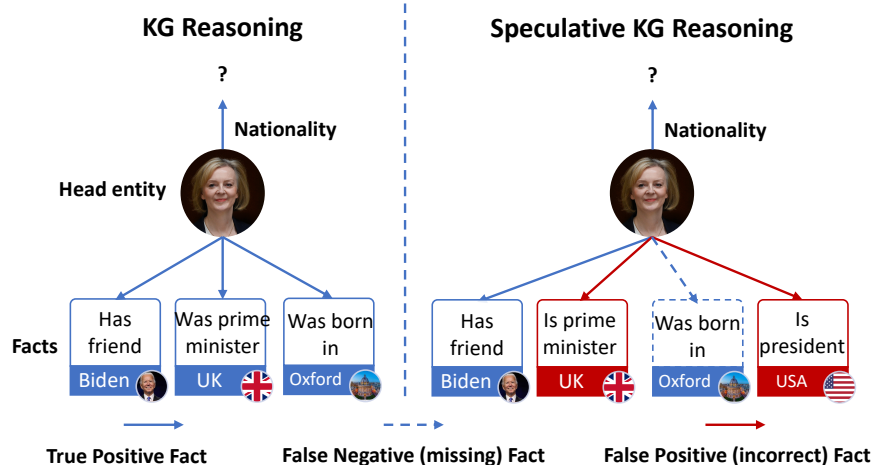 KG Reasoning
?
Nationality
Head entity
Facts
Has
friend
Biden
Was prime
minister
UK
Was born
in
Oxford
Speculative KG Reasoning
?
Nationality
Has
friend
Biden
Is prime
minister
UK
Was born
in
Oxford
Is
president
USA
True Positive Fact
False Negative (missing) Fact
False Positive (incorrect) Fact